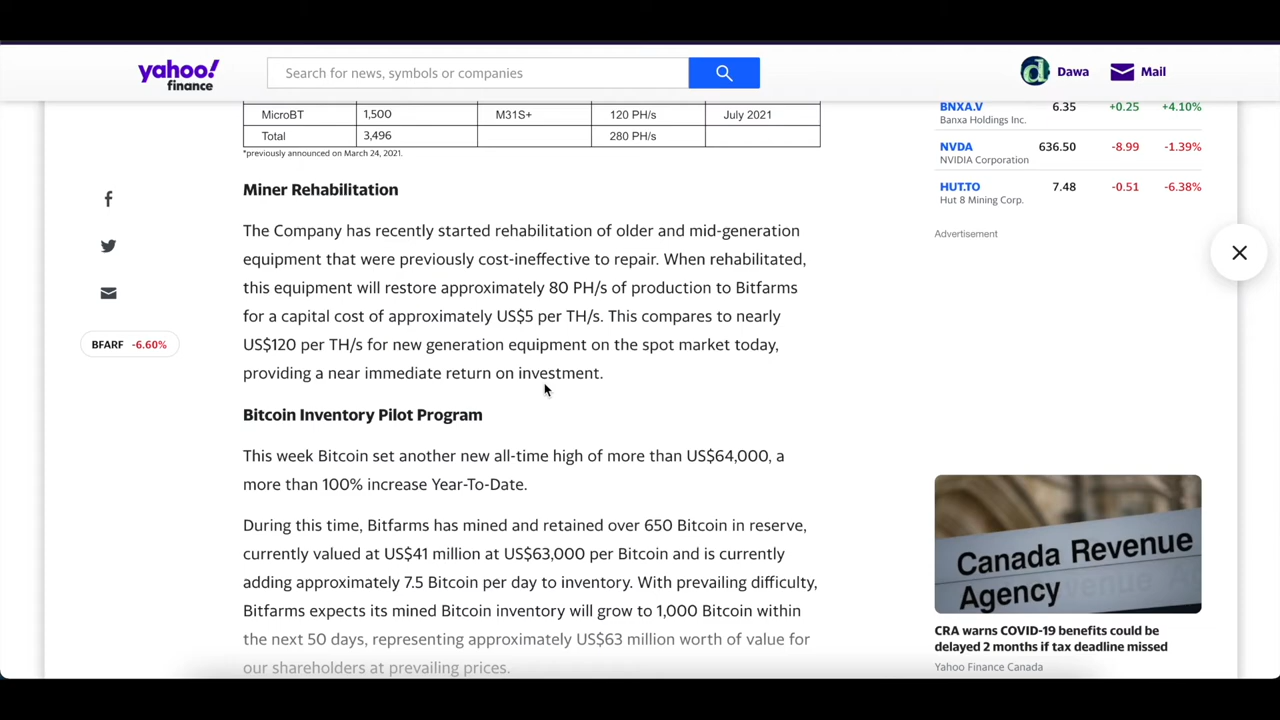 yahoo!
finance
Search for news, symbols or companies
Dawa
Mail
MicroBT 1,500 M31S+ 120 PH/s July 2021
Total 3,496 280 PH/s
*previously announced on March 24, 2021.
Miner Rehabilitation
The Company has recently started rehabilitation of older and mid-generation
equipment that were previously cost-ineffective to repair. When rehabilitated,
this equipment will restore approximately 80 PH/s of production to Bitfarms
for a capital cost of approximately US$5 per TH/s. This compares to nearly
US$120 per TH/s for new generation equipment on the spot market today,
providing a near immediate return on investment.
Bitcoin Inventory Pilot Program
This week Bitcoin set another new all-time high of more than US$64,000, a
more than 100% increase Year-To-Date.
During this time, Bitfarms has mined and retained over 650 Bitcoin in reserve,
currently valued at US$41 million at US$63,000 per Bitcoin and is currently
adding approximately 7.5 Bitcoin per day to inventory. With prevailing difficulty,
Bitfarms expects its mined Bitcoin inventory will grow to 1,000 Bitcoin within
the next 50 days, representing approximately US$63 million worth of value for
our shareholders at prevailing prices.
BFARF -6.60%
BNXA.V 6.35 +0.25 +4.10%
Banxa Holdings Inc.
NVDA 636.50 -8.99 -1.39%
NVIDIA Corporation
HUT.TO 7.48 -0.51 -6.38%
Hut 8 Mining Corp.
Advertisement
Canada Revenue
Agency
CRA warns COVID-19 benefits could be
delayed 2 months if tax deadline missed
Yahoo Finance Canada